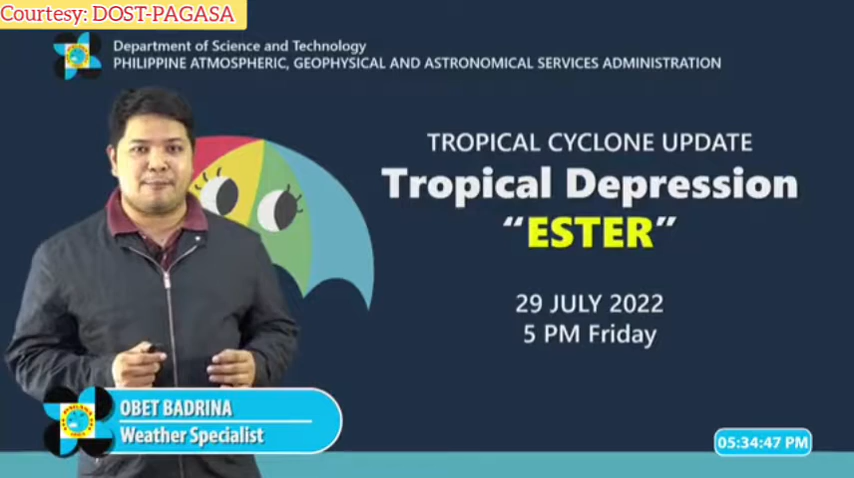 Courtesy: DOST-PAGASA
Department of Science and Technology
PHILIPPINE ATMOSPHERIC, GEOPHYSICAL AND ASTRONOMICAL SERVICES ADMINISTRATION
TROPICAL CYCLONE UPDATE
Tropical Depression
“ESTER”
29 JULY 2022
5 PM Friday
OBET BADRINA
Weather Specialist
05:34:47 PM